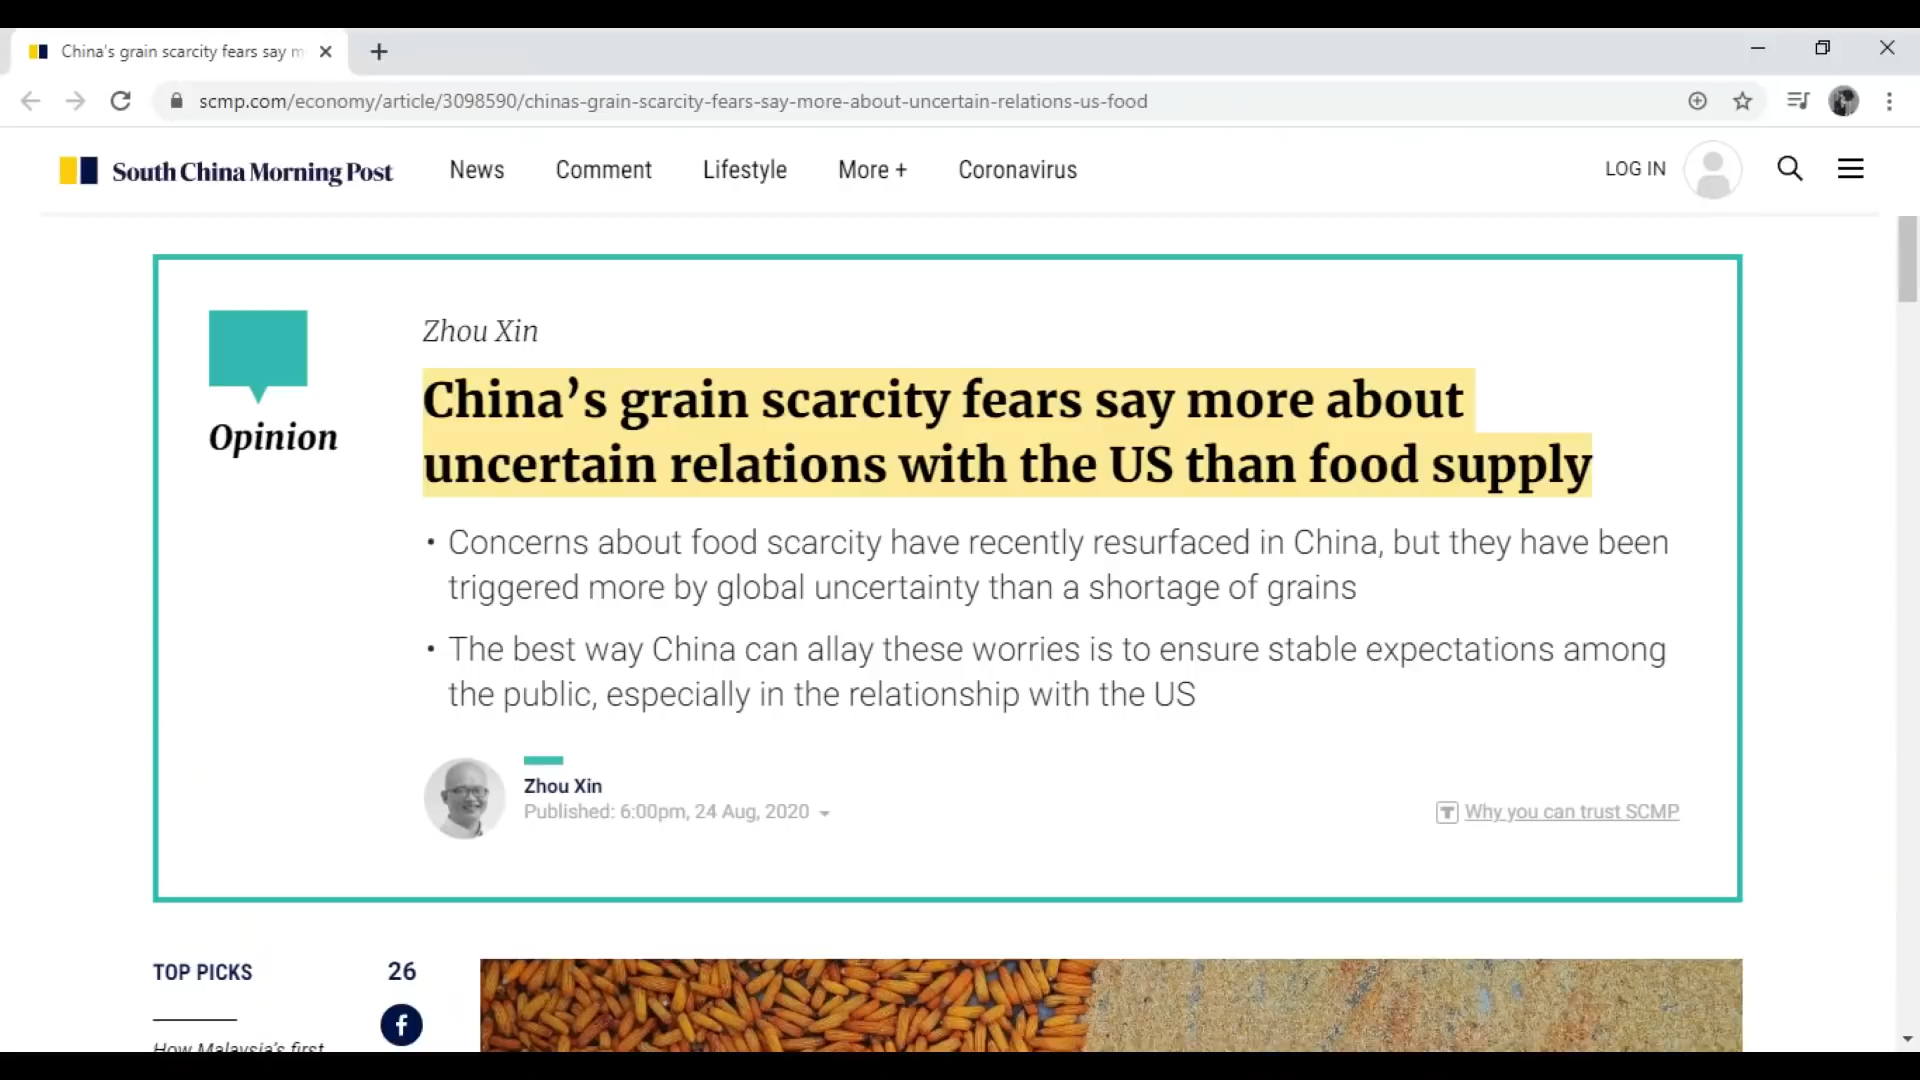 China's grain scarcity fears say m
scmp.com/economy/article/3098590/chinas-grain-scarcity-fears-say-more-about-uncertain-relations-us-food
South China Morning Post
News
Comment
Lifestyle
More +
Coronavirus
LOG IN
Opinion
Zhou Xin
China’s grain scarcity fears say more about
uncertain relations with the US than food supply
• Concerns about food scarcity have recently resurfaced in China, but they have been
triggered more by global uncertainty than a shortage of grains
• The best way China can allay these worries is to ensure stable expectations among
the public, especially in the relationship with the US
Zhou Xin
Published: 6:00pm, 24 Aug, 2020
T Why you can trust SCMP
TOP PICKS
26
How Malaysia's first